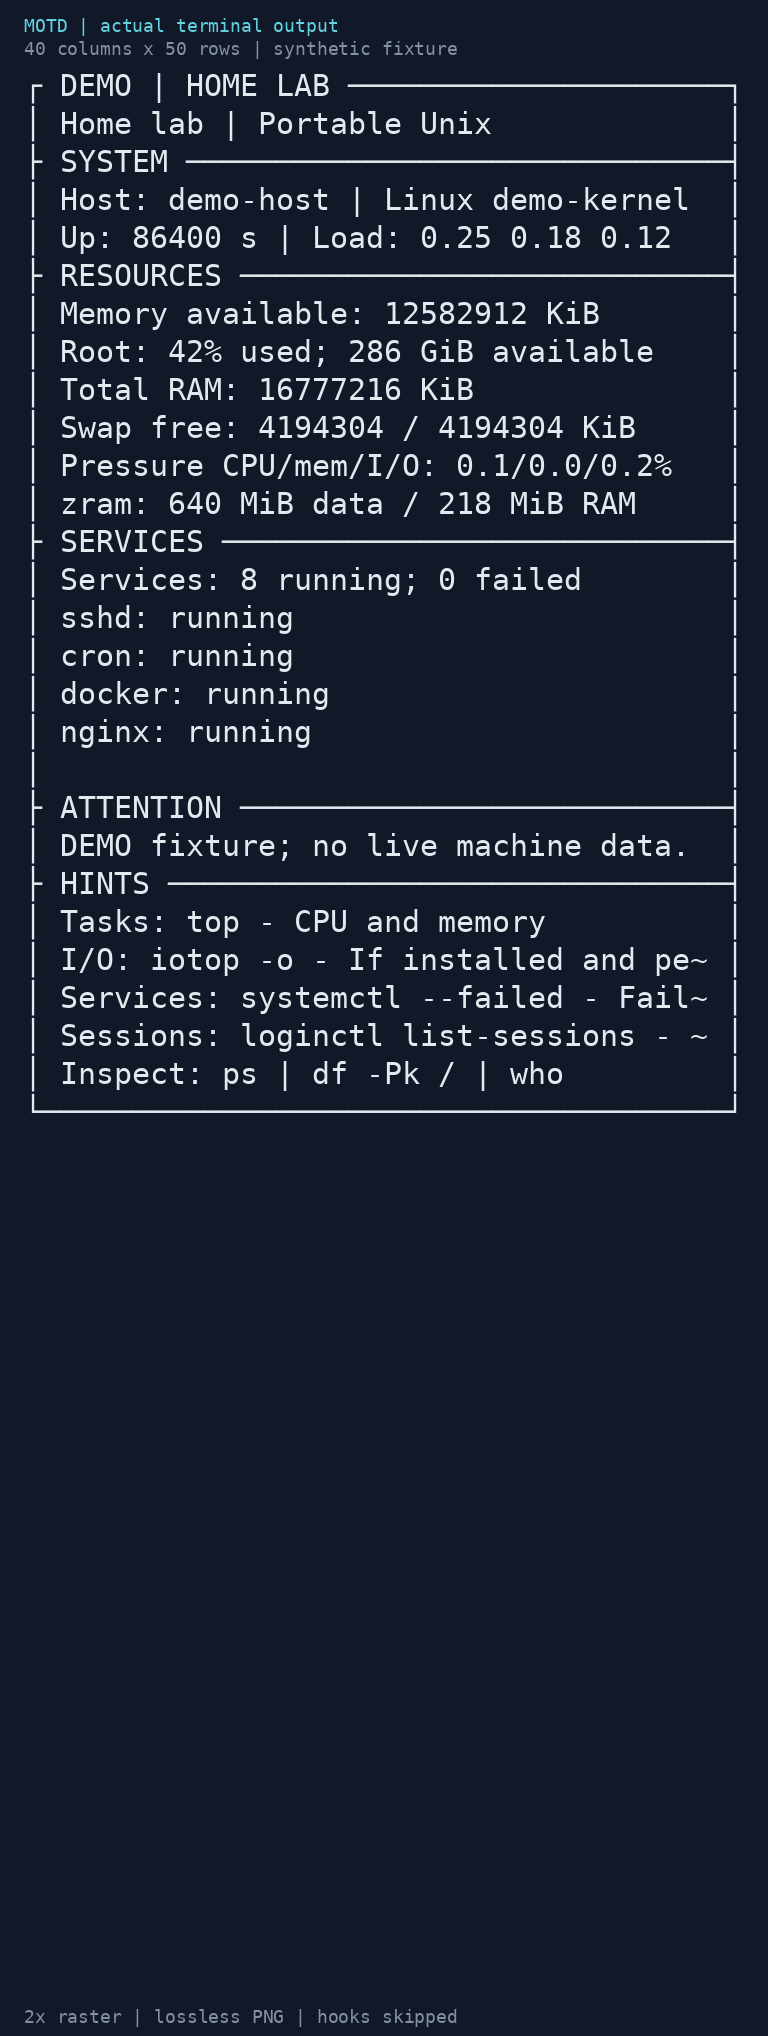 MOTD | actual terminal output
40 columns x 50 rows | synthetic fixture
┌ DEMO | HOME LAB ─────────────────────┐
│ Home lab | Portable Unix             │
├ SYSTEM ──────────────────────────────┤
│ Host: demo-host | Linux demo-kernel  │
│ Up: 86400 s | Load: 0.25 0.18 0.12   │
├ RESOURCES ───────────────────────────┤
│ Memory available: 12582912 KiB       │
│ Root: 42% used; 286 GiB available    │
│ Total RAM: 16777216 KiB              │
│ Swap free: 4194304 / 4194304 KiB     │
│ Pressure CPU/mem/I/O: 0.1/0.0/0.2%   │
│ zram: 640 MiB data / 218 MiB RAM     │
├ SERVICES ────────────────────────────┤
│ Services: 8 running; 0 failed        │
│ sshd: running                        │
│ cron: running                        │
│ docker: running                      │
│ nginx: running                       │
│                                      │
├ ATTENTION ───────────────────────────┤
│ DEMO fixture; no live machine data.  │
├ HINTS ───────────────────────────────┤
│ Tasks: top - CPU and memory          │
│ I/O: iotop -o - If installed and pe~ │
│ Services: systemctl --failed - Fail~ │
│ Sessions: loginctl list-sessions - ~ │
│ Inspect: ps | df -Pk / | who         │
└──────────────────────────────────────┘
2x raster | lossless PNG | hooks skipped